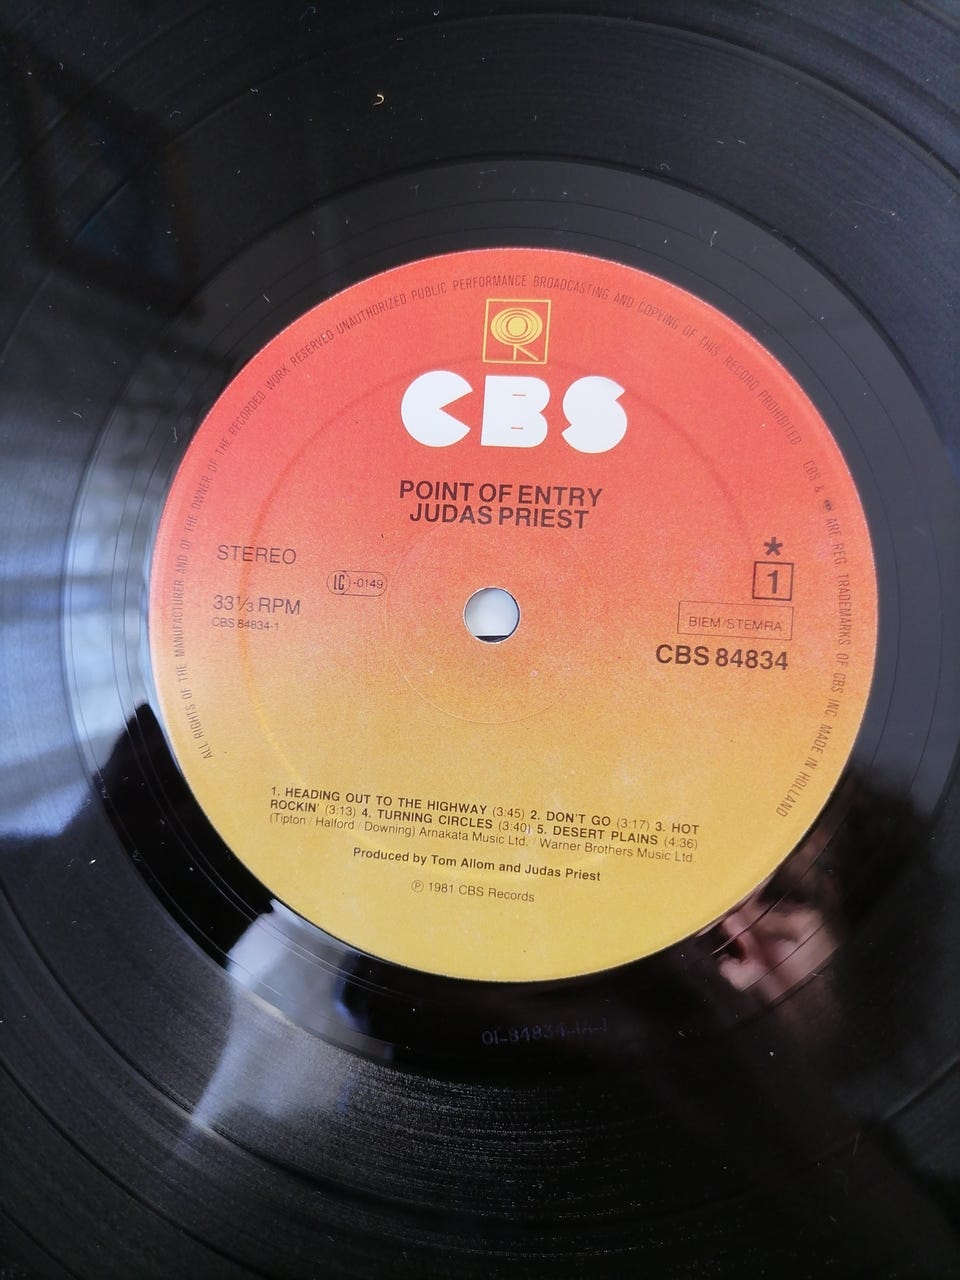 ALL RIGHTS OF THE MANUFACTURER AND OF THE OWNER OF THE RECORDED WORK RESERVED UNAUTHORIZED PUBLIC PERFORMANCE BROADCASTING AND COPYING OF THIS RECORD PROHIBITED CBS & ARE REG. TRADEMARKS OF CBS INC. MADE IN HOLLAND
CBS
POINT OF ENTRY
JUDAS PRIEST
STEREO
LC-0149
33⅓ RPM
CBS 84834-1
*
1
BIEM/STEMRA
CBS 84834
1. HEADING OUT TO THE HIGHWAY (3:45) 2. DON'T GO (3:17) 3. HOT
ROCKIN' (3:13) 4. TURNING CIRCLES (3:40) 5. DESERT PLAINS (4:36)
(Tipton / Halford / Downing) Arnakata Music Ltd. / Warner Brothers Music Ltd.
Produced by Tom Allom and Judas Priest
℗ 1981 CBS Records